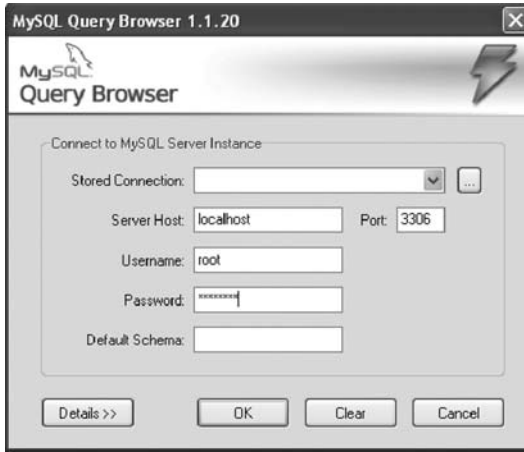 MySQL Query Browser 1.1.20
MySQL
Query Browser
Connect to MySQL Server Instance
Stored Connection:
...
Server Host: localhost Port: 3306
Username: root
Password: ********
Default Schema:
Details >> OK Clear Cancel